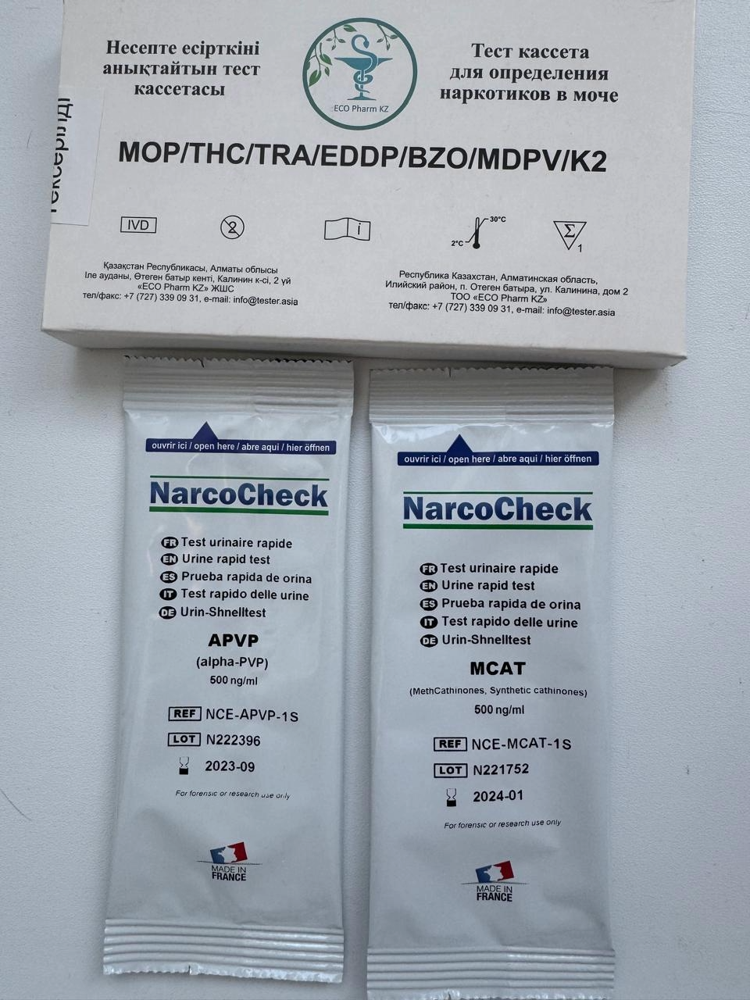 Несепте есірткіні
анықтайтын тест
кассетасы
ECO Pharm KZ
Тест кассета
для определения
наркотиков в моче
MOP/THC/TRA/EDDP/BZO/MDPV/K2
IVD
2
i
2°C
30°C
Σ
1
Қазақстан Республикасы, Алматы облысы
Іле ауданы, Өтеген батыр кенті, Калинин к-сі, 2 үй
«ECO Pharm KZ» ЖШС
тел/факс: +7 (727) 339 09 31, e-mail: info@tester.asia
Республика Казахстан, Алматинская область,
Илийский район, п. Отеген батыра, ул. Калинина, дом 2
ТОО «ECO Pharm KZ»
тел/факс: +7 (727) 339 09 31, e-mail: info@tester.asia
ouvrir ici / open here / abre aqui / hier öffnen
NarcoCheck
FR Test urinaire rapide
EN Urine rapid test
ES Prueba rapida de orina
IT Test rapido delle urine
DE Urin-Shnelltest
APVP
(alpha-PVP)
500 ng/ml
REF NCE-APVP-1S
LOT N222396
2023-09
For forensic or research use only
MADE IN
FRANCE
ouvrir ici / open here / abre aqui / hier öffnen
NarcoCheck
FR Test urinaire rapide
EN Urine rapid test
ES Prueba rapida de orina
IT Test rapido delle urine
DE Urin-Shnelltest
MCAT
(MethCathinones, Synthetic cathinones)
500 ng/ml
REF NCE-MCAT-1S
LOT N221752
2024-01
For forensic or research use only
MADE IN
FRANCE